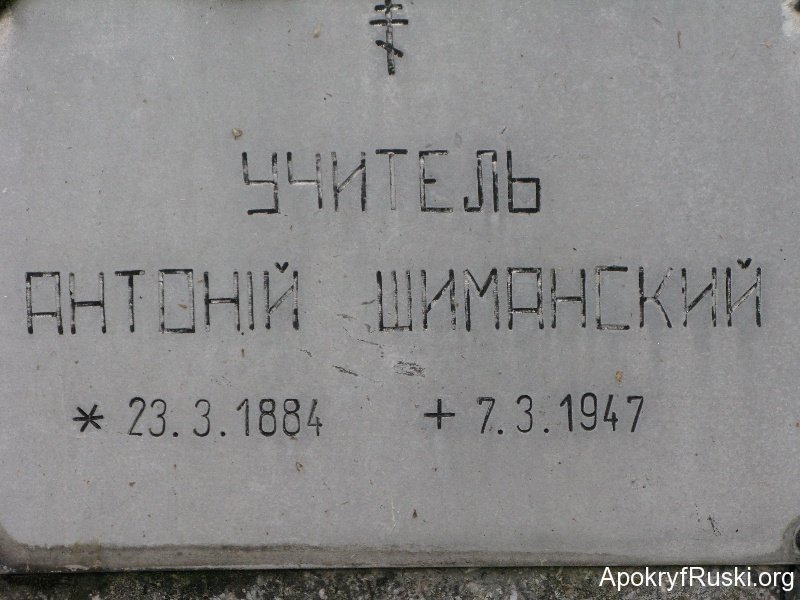 УЧИТЕЛЬ
АНТОНІЙ ШИМАНСКИЙ
* 23.3.1884 + 7.3.1947
ApokryfRuski.org